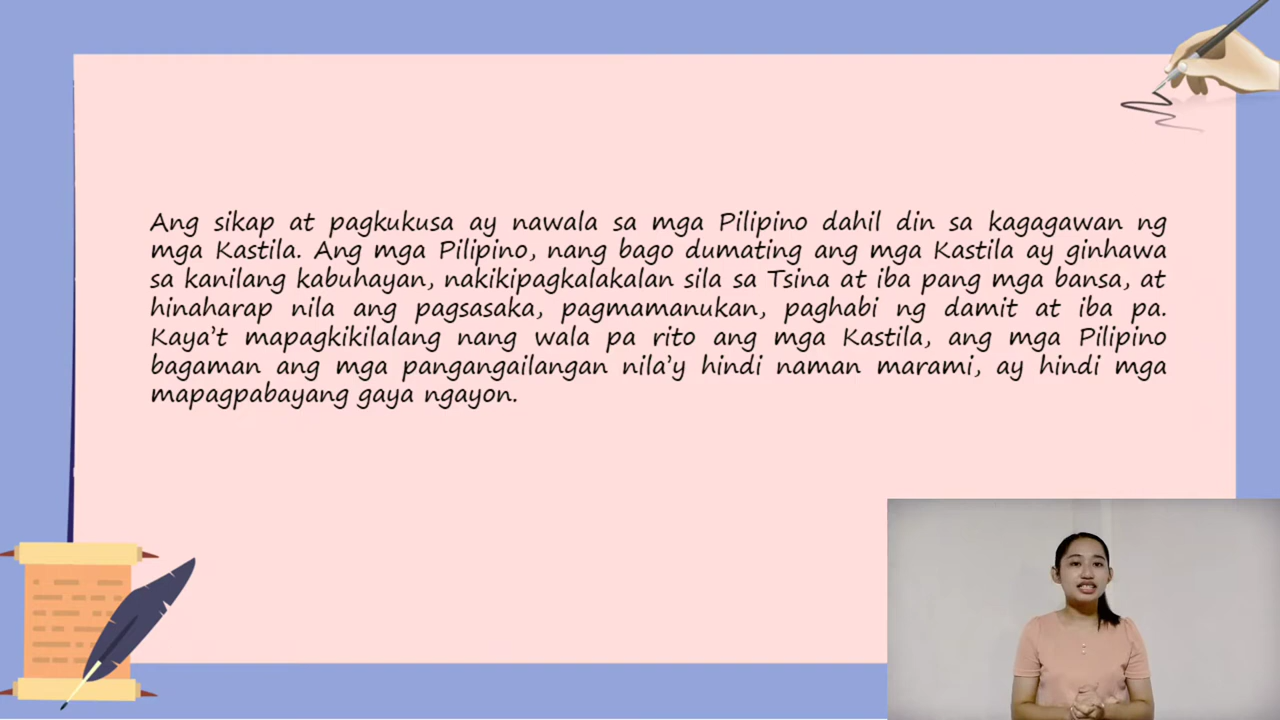 Ang sikap at pagkukusa ay nawala sa mga Pilipino dahil din sa kagagawan ng
mga Kastila. Ang mga Pilipino, nang bago dumating ang mga Kastila ay ginhawa
sa kanilang kabuhayan, nakikipagkalakalan sila sa Tsina at iba pang mga bansa, at
hinaharap nila ang pagsasaka, pagmamanukan, paghabi ng damit at iba pa.
Kaya't mapagkikilalang nang wala pa rito ang mga Kastila, ang mga Pilipino
bagaman ang mga pangangailangan nila'y hindi naman marami, ay hindi mga
mapagpabayang gaya ngayon.